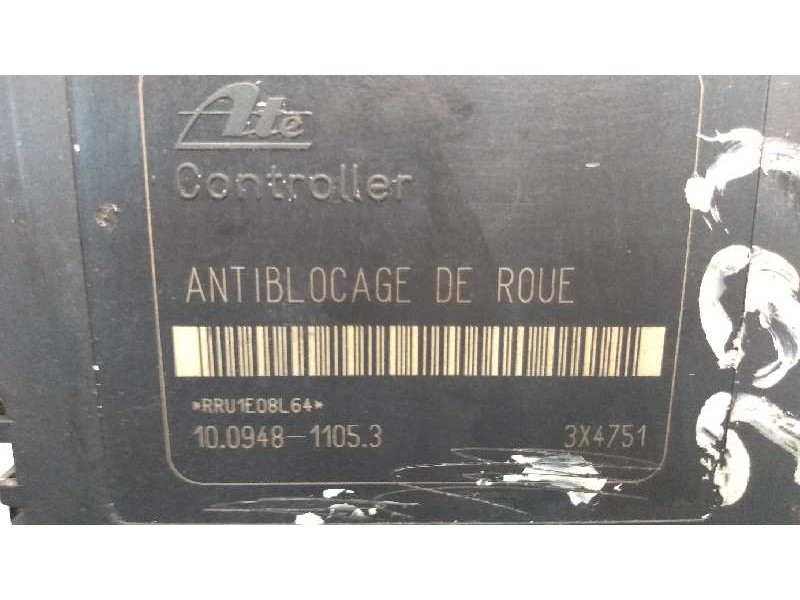 Ate
Controller
ANTIBLOCAGE DE ROUE
*RRU1E08L64*
10.0948-1105.3 3X4751